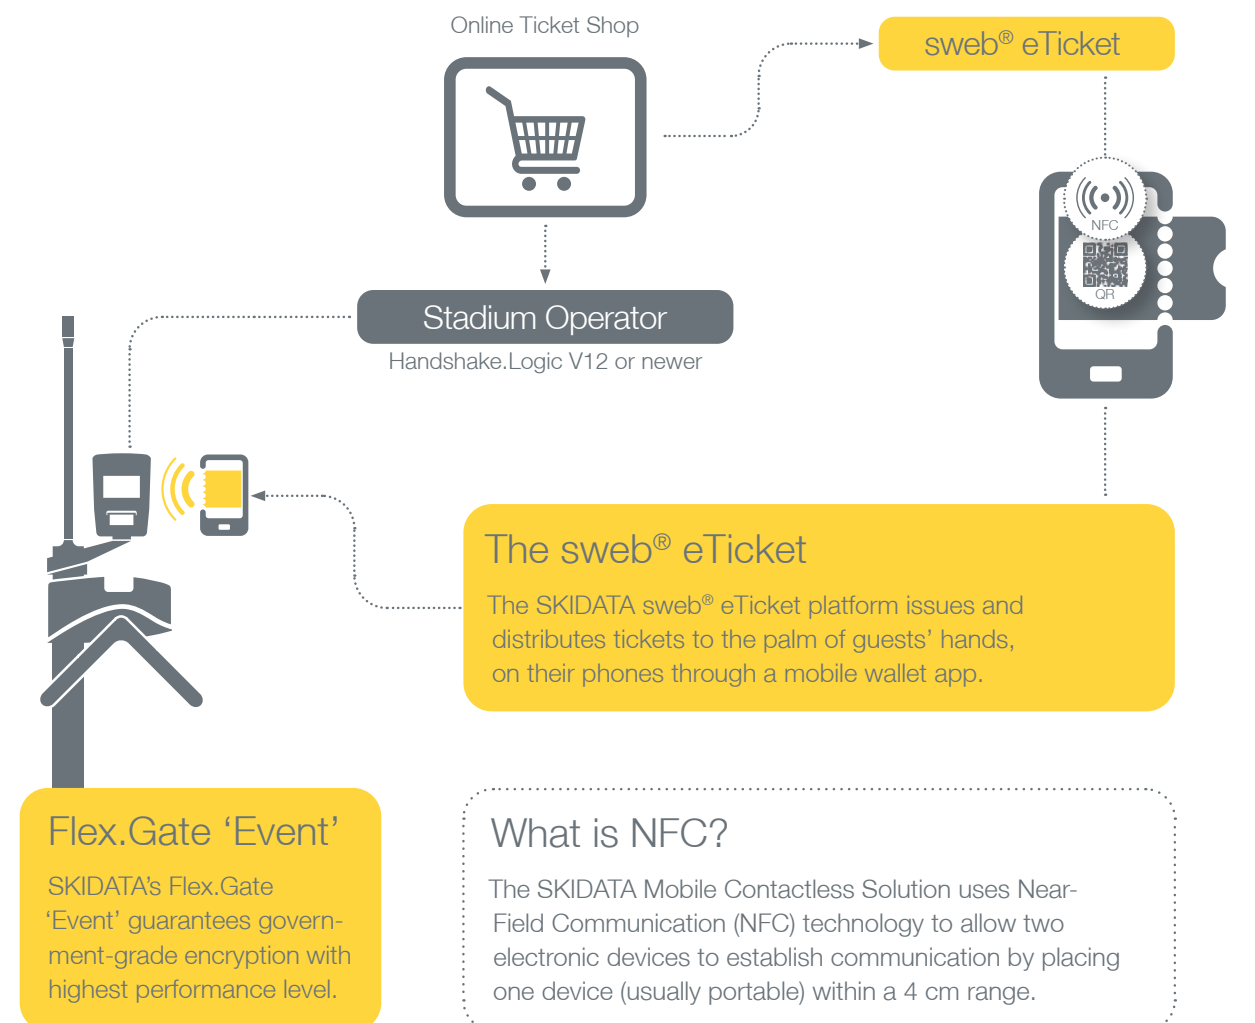 Online Ticket Shop
sweb® eTicket
NFC
QR
Stadium Operator
Handshake.Logic V12 or newer
The sweb® eTicket
The SKIDATA sweb® eTicket platform issues and
distributes tickets to the palm of guests’ hands,
on their phones through a mobile wallet app.
Flex.Gate ‘Event’
SKIDATA’s Flex.Gate
‘Event’ guarantees govern-
ment-grade encryption with
highest performance level.
What is NFC?
The SKIDATA Mobile Contactless Solution uses Near-
Field Communication (NFC) technology to allow two
electronic devices to establish communication by placing
one device (usually portable) within a 4 cm range.